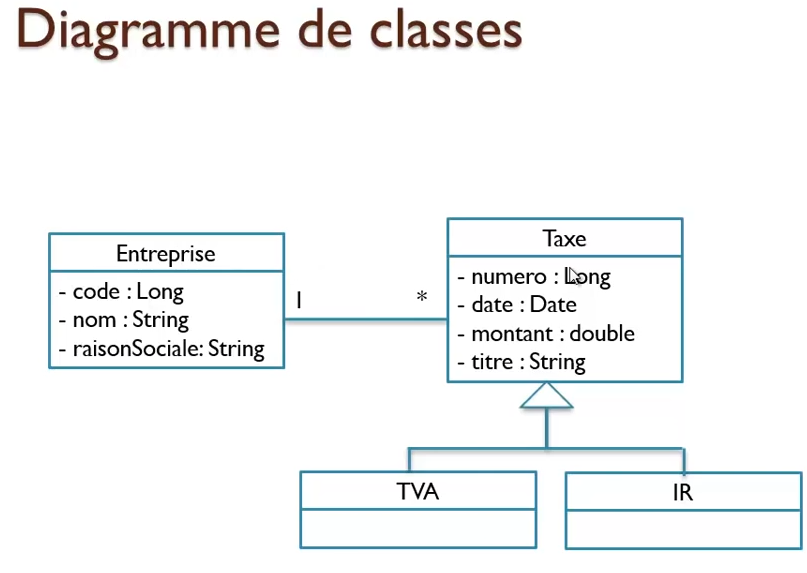 Diagramme de classes
Entreprise
- code : Long
- nom : String
- raisonSociale: String
1
*
Taxe
- numero : Long
- date : Date
- montant : double
- titre : String
TVA
IR